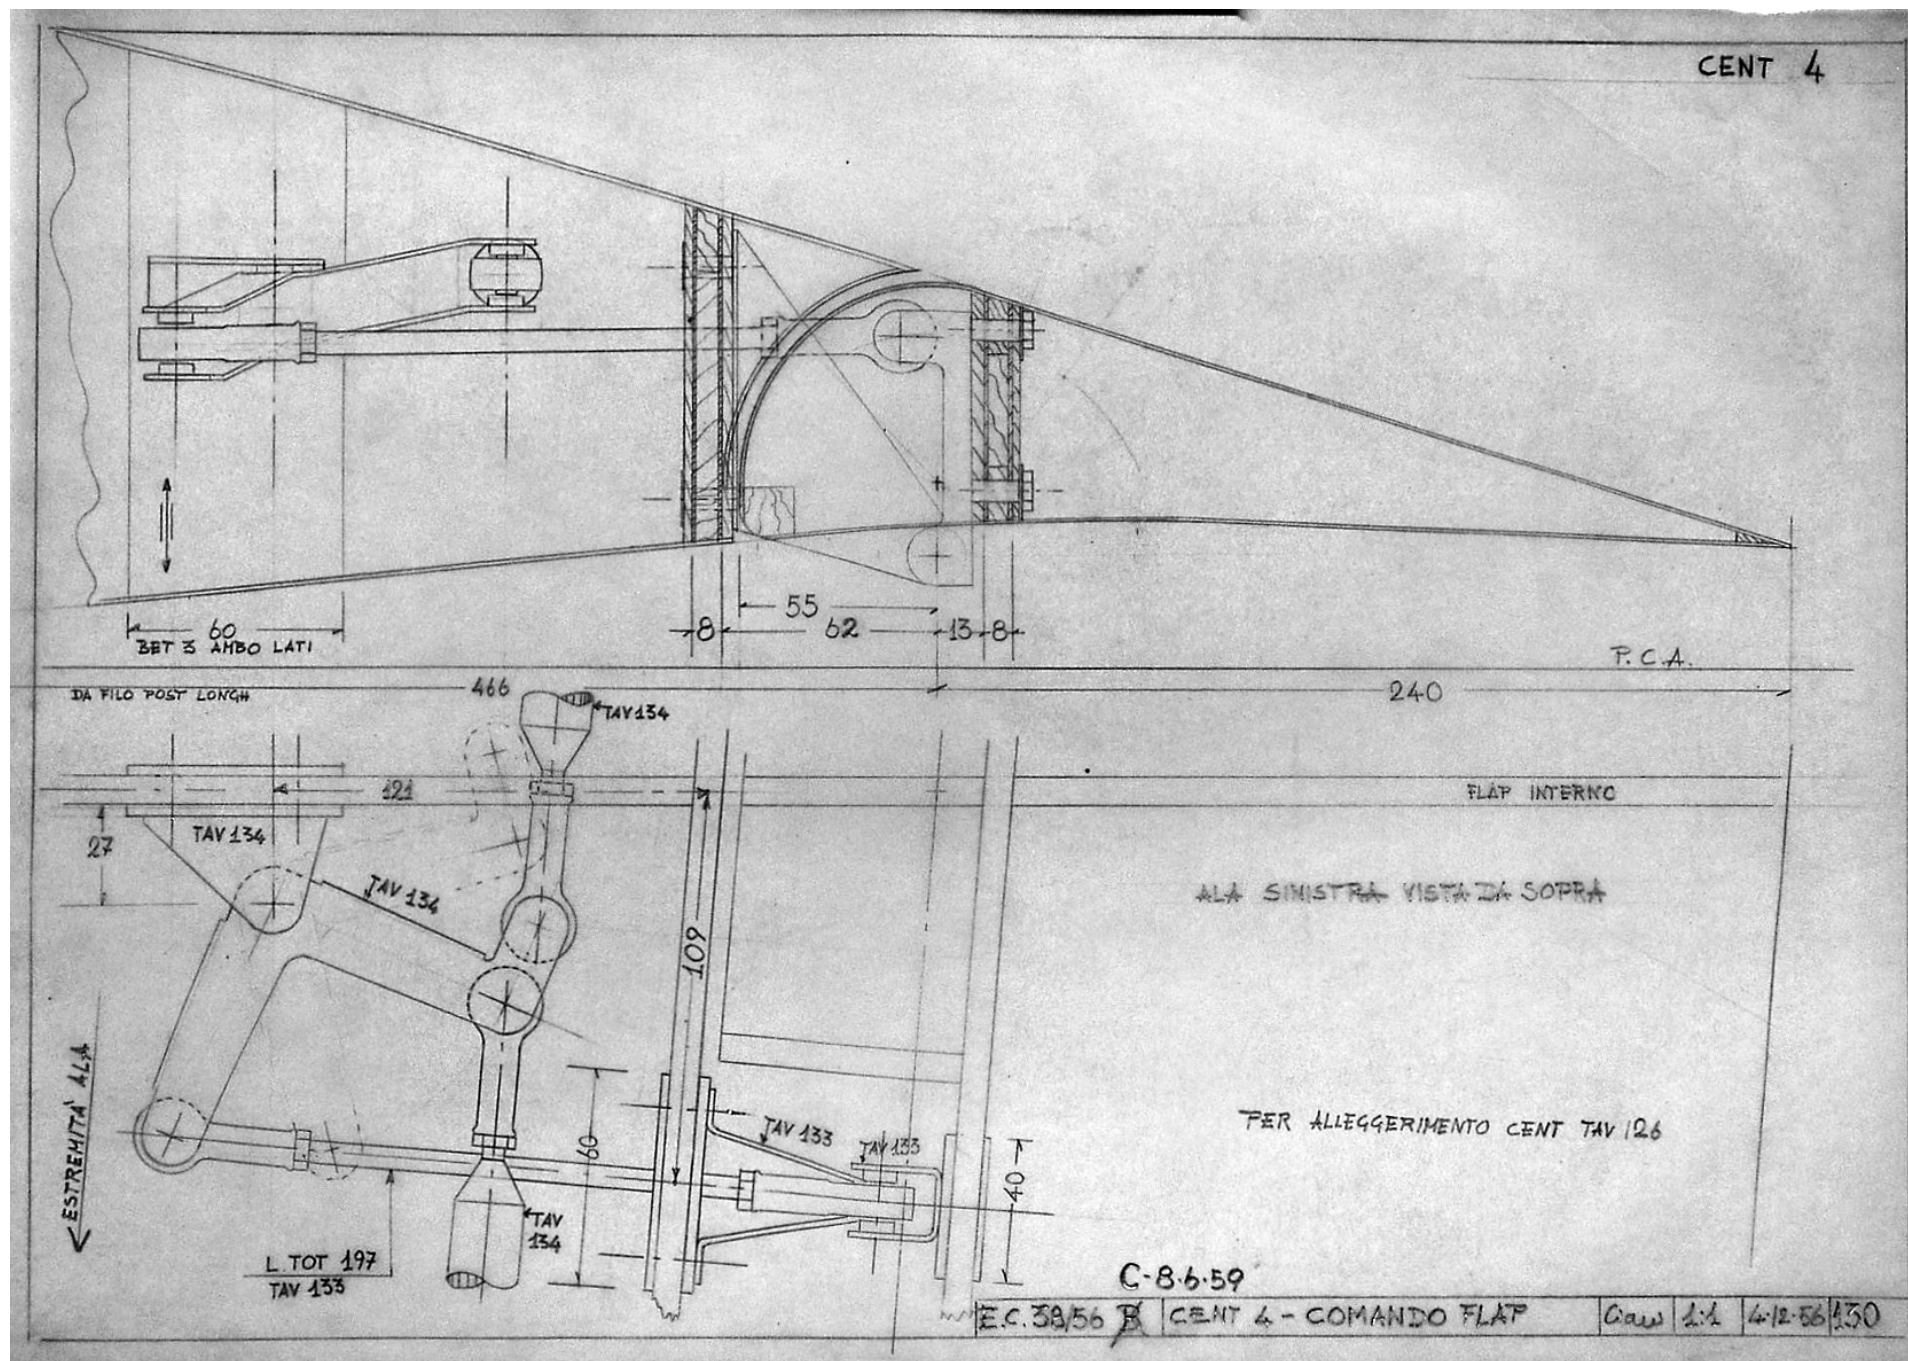 CENT 4
55
8
62
13
8
60
BET 3 AMBO LATI
P.C.A.
DA FILO POST LONGH
466
240
TAV 134
121
FLAP INTERNO
27
TAV 134
TAV 134
ALA SINISTRA VISTA DA SOPRA
109
ESTREMITÀ ALA
60
TAV 133
TAV 133
PER ALLEGGERIMENTO CENT TAV 126
40
TAV
134
L. TOT 197
TAV 133
C-8.6.59
E.C. 38/56 B CENT 4 - COMANDO FLAP 1:1 4.12.56 130